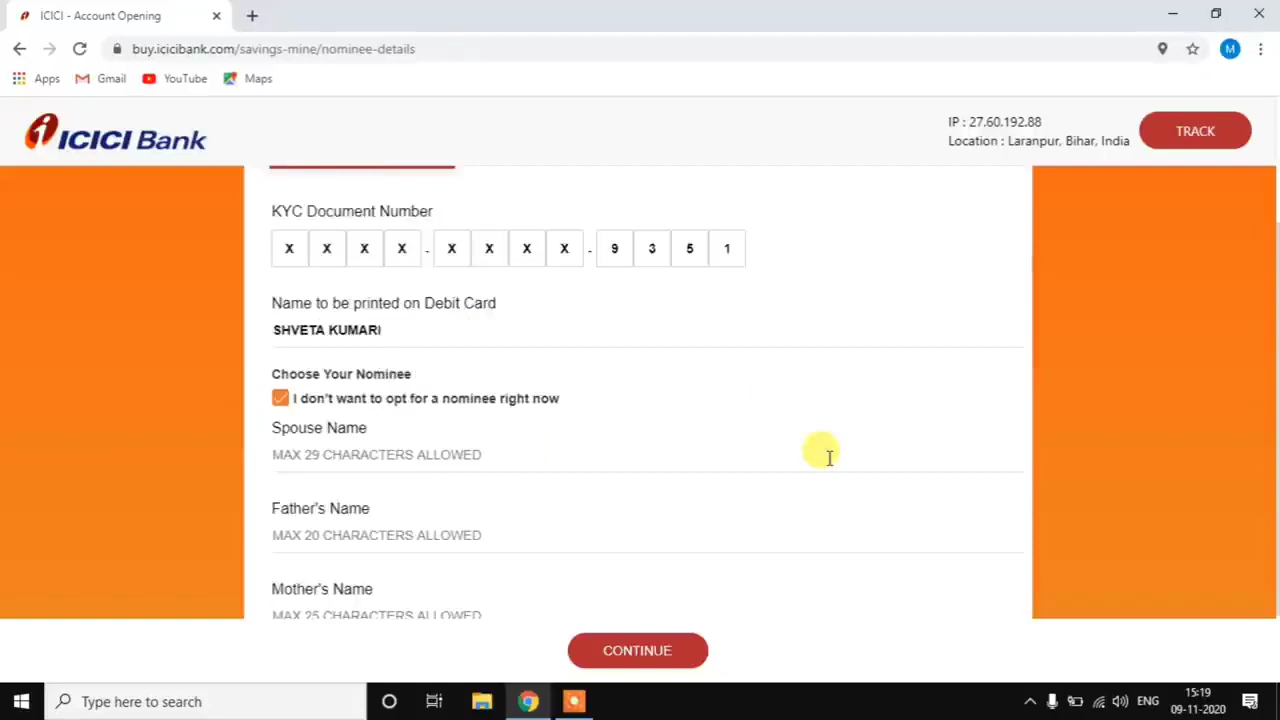 ICICI - Account Opening
buy.icicibank.com/savings-mine/nominee-details
M
Apps Gmail YouTube Maps
ICICI Bank
IP : 27.60.192.88
Location : Laranpur, Bihar, India
TRACK
KYC Document Number
X X X X - X X X X - 9 3 5 1
Name to be printed on Debit Card
SHVETA KUMARI
Choose Your Nominee
I don't want to opt for a nominee right now
Spouse Name
MAX 29 CHARACTERS ALLOWED
Father's Name
MAX 20 CHARACTERS ALLOWED
Mother's Name
MAX 25 CHARACTERS ALLOWED
CONTINUE
Type here to search
ENG
15:19
09-11-2020